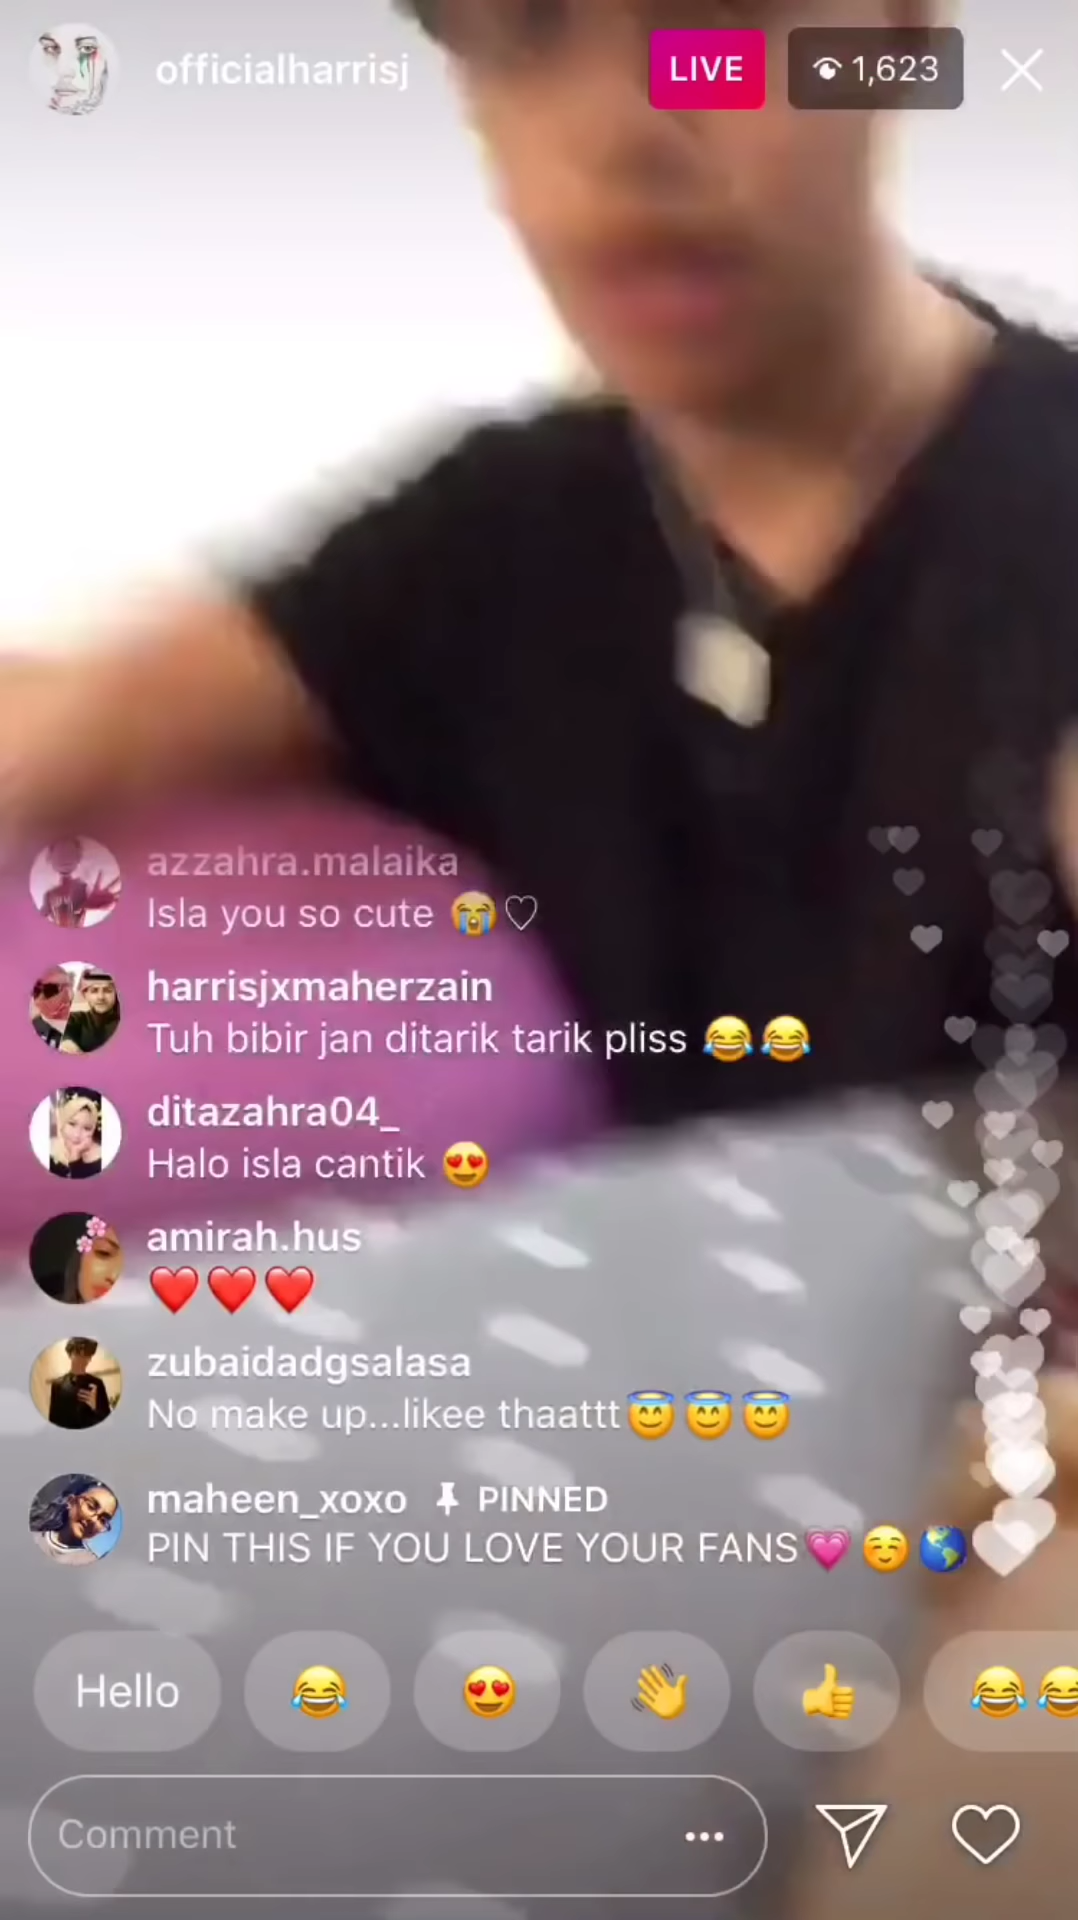 officialharrisj
LIVE
1,623
azzahra.malaika
Isla you so cute 😭♡
harrisjxmaherzain
Tuh bibir jan ditarik tarik pliss 😂😂
ditazahra04_
Halo isla cantik 😍
amirah.hus
❤️❤️❤️
zubaidadgsalasa
No make up...likee thaattt😇😇😇
maheen_xoxo 📌 PINNED
PIN THIS IF YOU LOVE YOUR FANS💗☺️🌎
Hello 😂 😍 👋 👍 😂😂
Comment